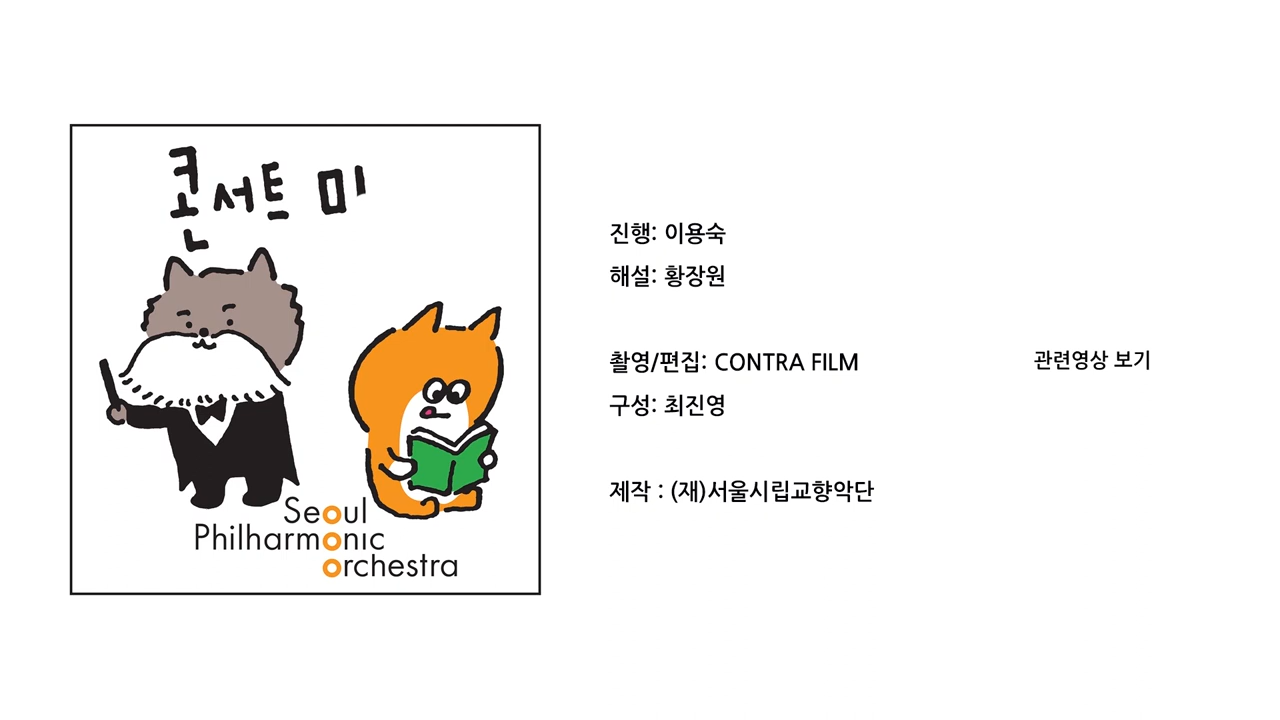 콘서트 미
Seoul
Philharmonic
orchestra
진행: 이용숙
해설: 황장원
촬영/편집: CONTRA FILM
구성: 최진영
제작 : (재)서울시립교향악단
관련영상 보기